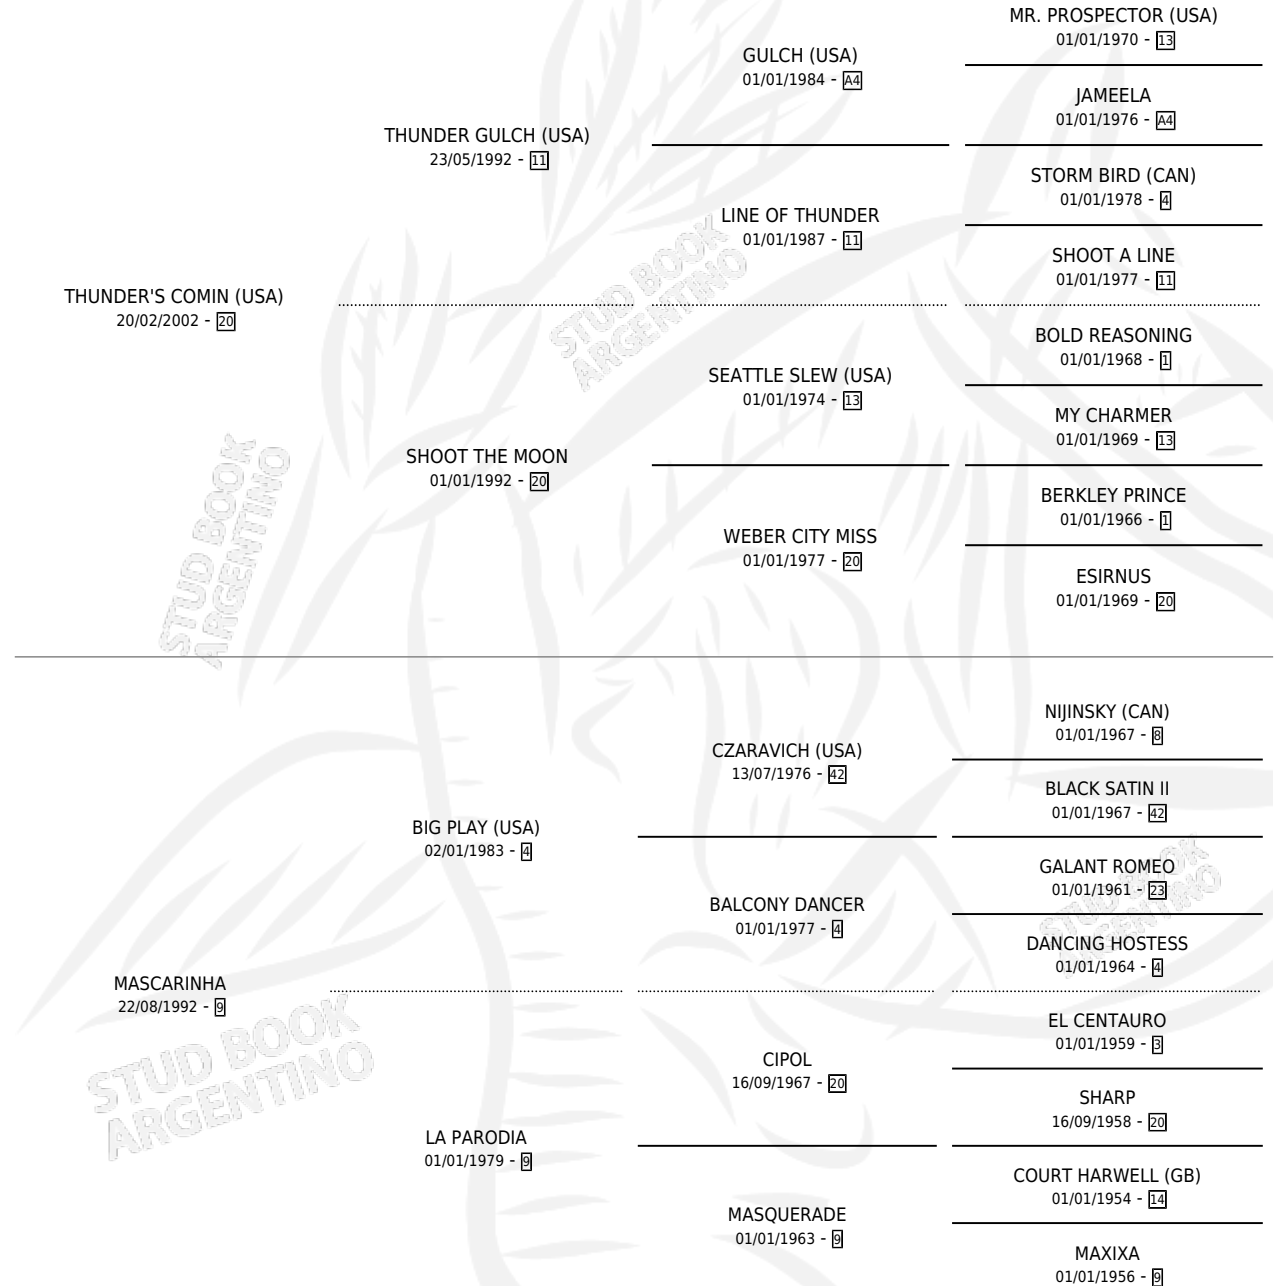 MR. PROSPECTOR (USA)
01/01/1970 - 13
GULCH (USA)
01/01/1984 - A4
JAMEELA
01/01/1976 - A4
THUNDER GULCH (USA)
23/05/1992 - 11
STORM BIRD (CAN)
01/01/1978 - 4
LINE OF THUNDER
01/01/1987 - 11
SHOOT A LINE
01/01/1977 - 11
THUNDER'S COMIN (USA)
20/02/2002 - 20
STUD BOOK
ARGENTINO
BOLD REASONING
01/01/1968 - 1
SEATTLE SLEW (USA)
01/01/1974 - 13
MY CHARMER
01/01/1969 - 13
SHOOT THE MOON
01/01/1992 - 20
BERKLEY PRINCE
01/01/1966 - 1
WEBER CITY MISS
01/01/1977 - 20
ESIRNUS
01/01/1969 - 20
STUD BOOK
ARGENTINO
NIJINSKY (CAN)
01/01/1967 - 8
CZARAVICH (USA)
13/07/1976 - 42
BLACK SATIN II
01/01/1967 - 42
BIG PLAY (USA)
02/01/1983 - 4
GALANT ROMEO
01/01/1961 - 23
BALCONY DANCER
01/01/1977 - 4
STUD BOOK
ARGENTINO
DANCING HOSTESS
01/01/1964 - 4
MASCARINHA
22/08/1992 - 9
EL CENTAURO
01/01/1959 - 3
CIPOL
16/09/1967 - 20
SHARP
16/09/1958 - 20
STUD BOOK
ARGENTINO
LA PARODIA
01/01/1979 - 9
COURT HARWELL (GB)
01/01/1954 - 14
MASQUERADE
01/01/1963 - 9
MAXIXA
01/01/1956 - 9